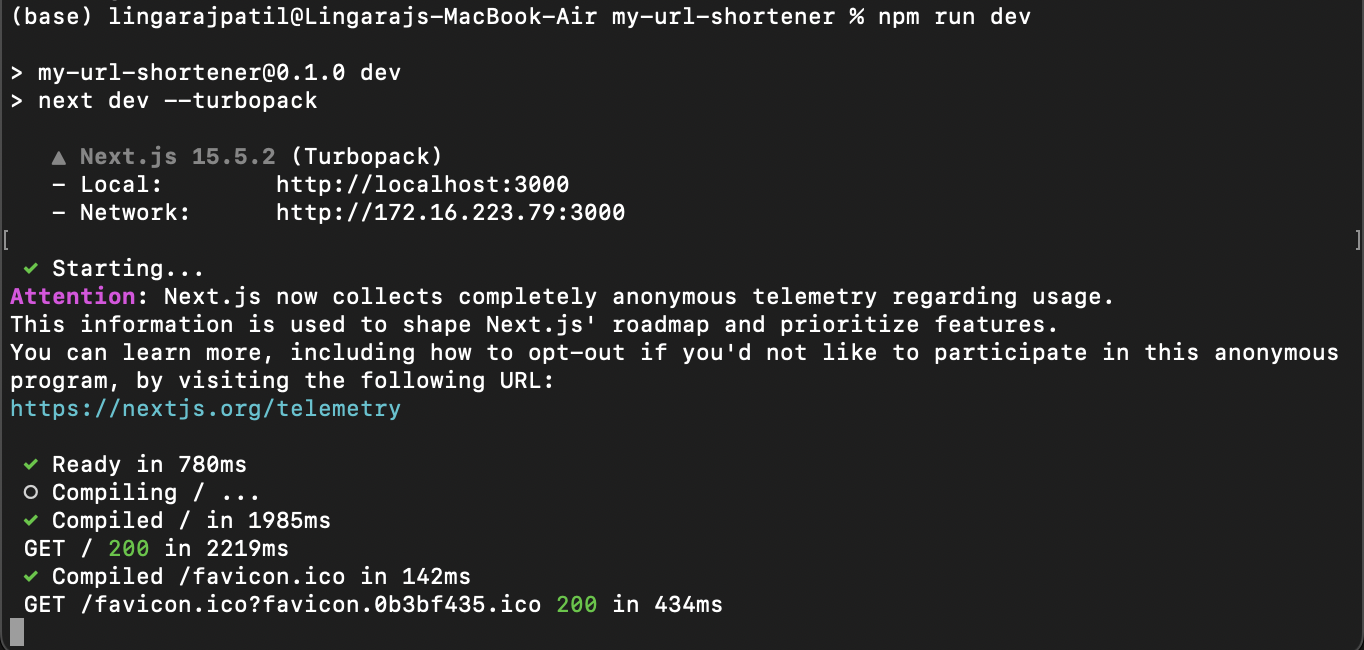 (base) lingarajpatil@Lingarajs-MacBook-Air my-url-shortener % npm run dev
> my-url-shortener@0.1.0 dev
> next dev --turbopack
▲ Next.js 15.5.2 (Turbopack)
- Local: http://localhost:3000
- Network: http://172.16.223.79:3000
[ ]
✓ Starting...
Attention: Next.js now collects completely anonymous telemetry regarding usage.
This information is used to shape Next.js' roadmap and prioritize features.
You can learn more, including how to opt-out if you'd not like to participate in this anonymous
program, by visiting the following URL:
https://nextjs.org/telemetry
✓ Ready in 780ms
○ Compiling / ...
✓ Compiled / in 1985ms
GET / 200 in 2219ms
✓ Compiled /favicon.ico in 142ms
GET /favicon.ico?favicon.0b3bf435.ico 200 in 434ms